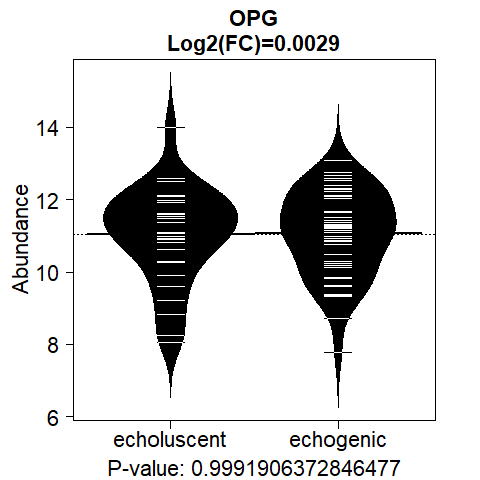 OPG
Log2(FC)=0.0029
Abundance
14
12
10
8
6
echoluscent echogenic
P-value: 0.9991906372846477